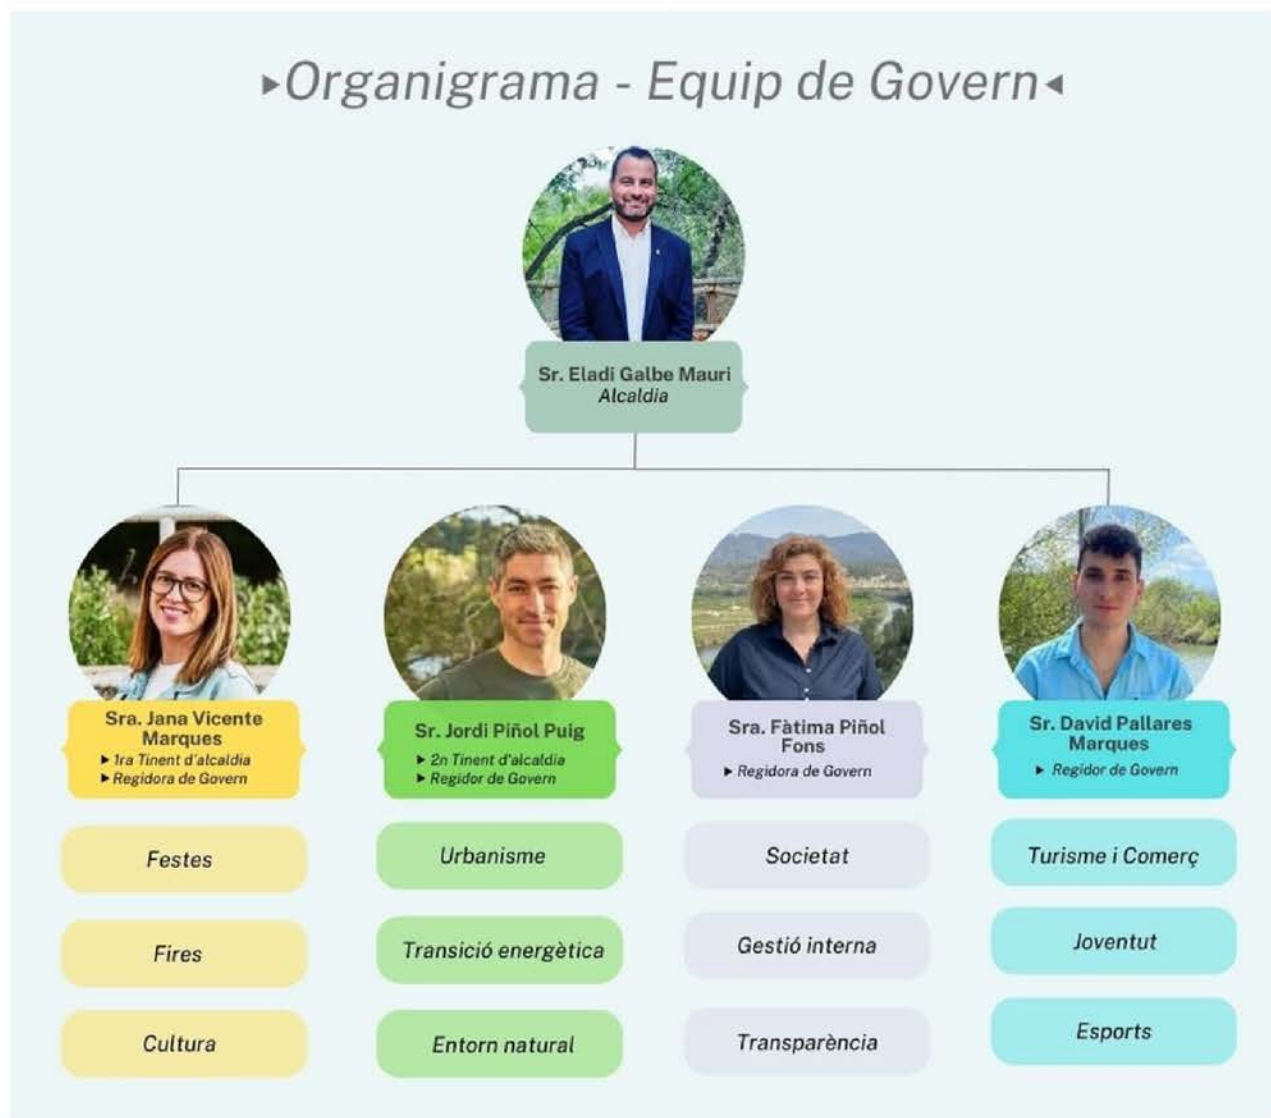 ▸Organigrama - Equip de Govern◂
Sr. Eladi Galbe Mauri
Alcaldia
Sra. Jana Vicente
Marques
▸ 1ra Tinent d'alcaldia
▸ Regidora de Govern
Sr. Jordi Piñol Puig
▸ 2n Tinent d'alcaldia
▸ Regidor de Govern
Sra. Fàtima Piñol
Fons
▸ Regidora de Govern
Sr. David Pallares
Marques
▸ Regidor de Govern
Festes
Fires
Cultura
Urbanisme
Transició energètica
Entorn natural
Societat
Gestió interna
Transparència
Turisme i Comerç
Joventut
Esports